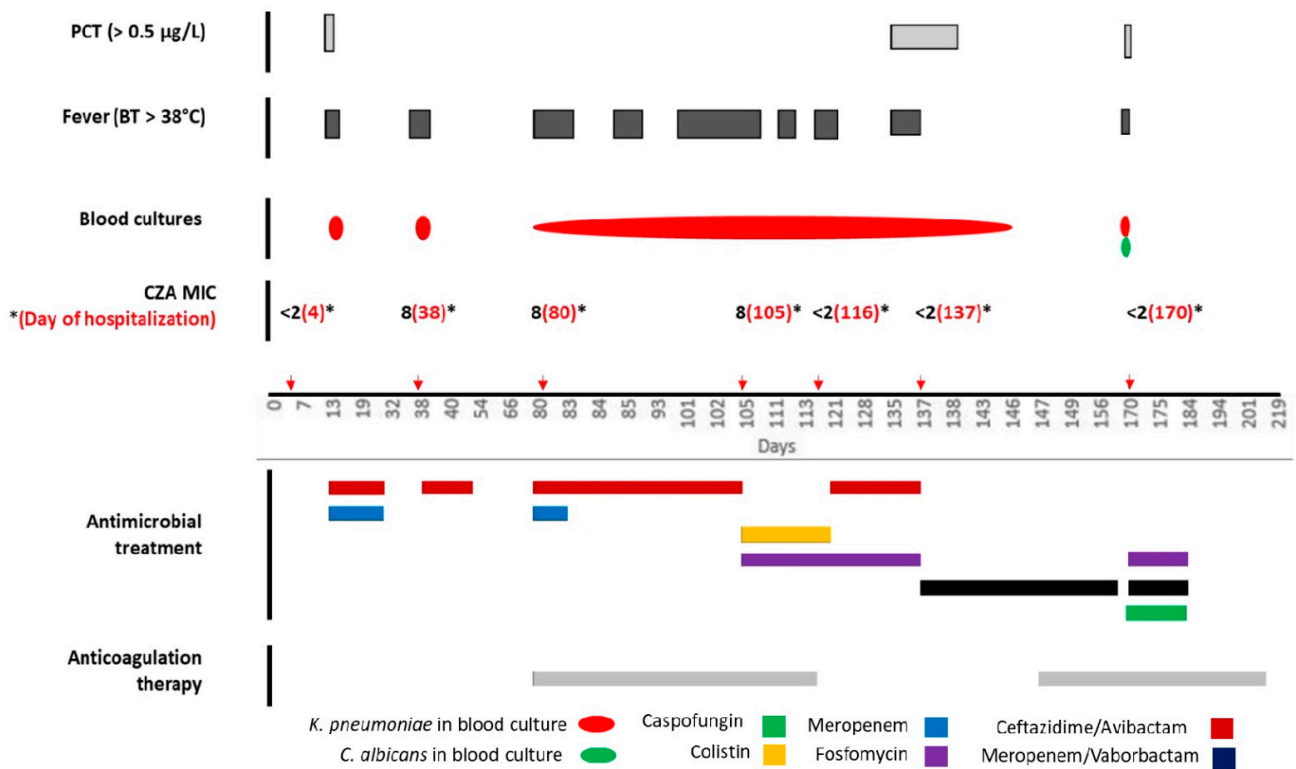 PCT (> 0.5 µg/L)
Fever (BT > 38°C)
Blood cultures
CZA MIC
*(Day of hospitalization)
<2(4)* 8(38)* 8(80)* 8(105)* <2(116)* <2(137)* <2(170)*
0 7 13 19 32 38 40 54 66 80 83 84 85 93 101 102 105 111 113 121 128 135 137 138 143 146 147 149 156 170 175 184 194 201 219
Days
Antimicrobial
treatment
Anticoagulation
therapy
K. pneumoniae in blood culture Caspofungin Meropenem Ceftazidime/Avibactam
C. albicans in blood culture Colistin Fosfomycin Meropenem/Vaborbactam